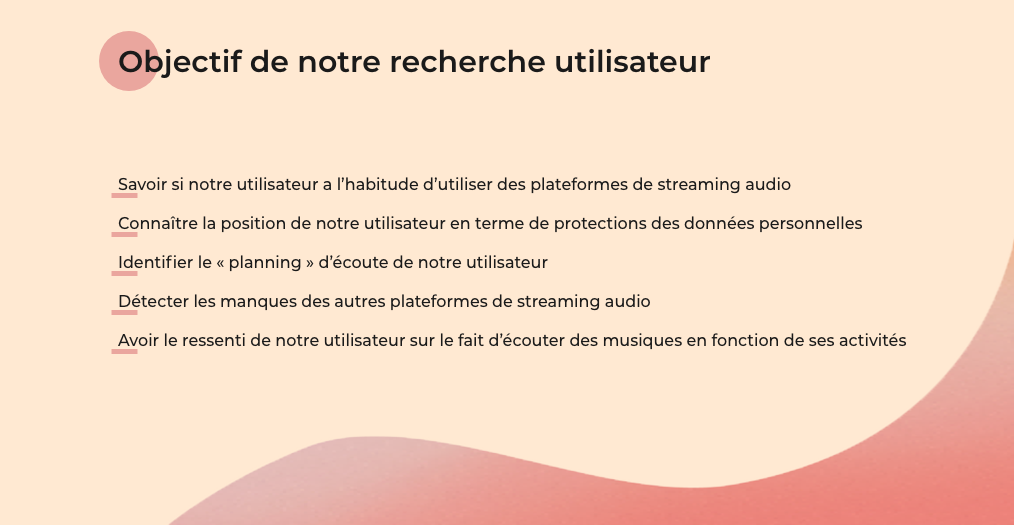 Objectif de notre recherche utilisateur
Savoir si notre utilisateur a l’habitude d’utiliser des plateformes de streaming audio
Connaître la position de notre utilisateur en terme de protections des données personnelles
Identifier le « planning » d’écoute de notre utilisateur
Détecter les manques des autres plateformes de streaming audio
Avoir le ressenti de notre utilisateur sur le fait d’écouter des musiques en fonction de ses activités